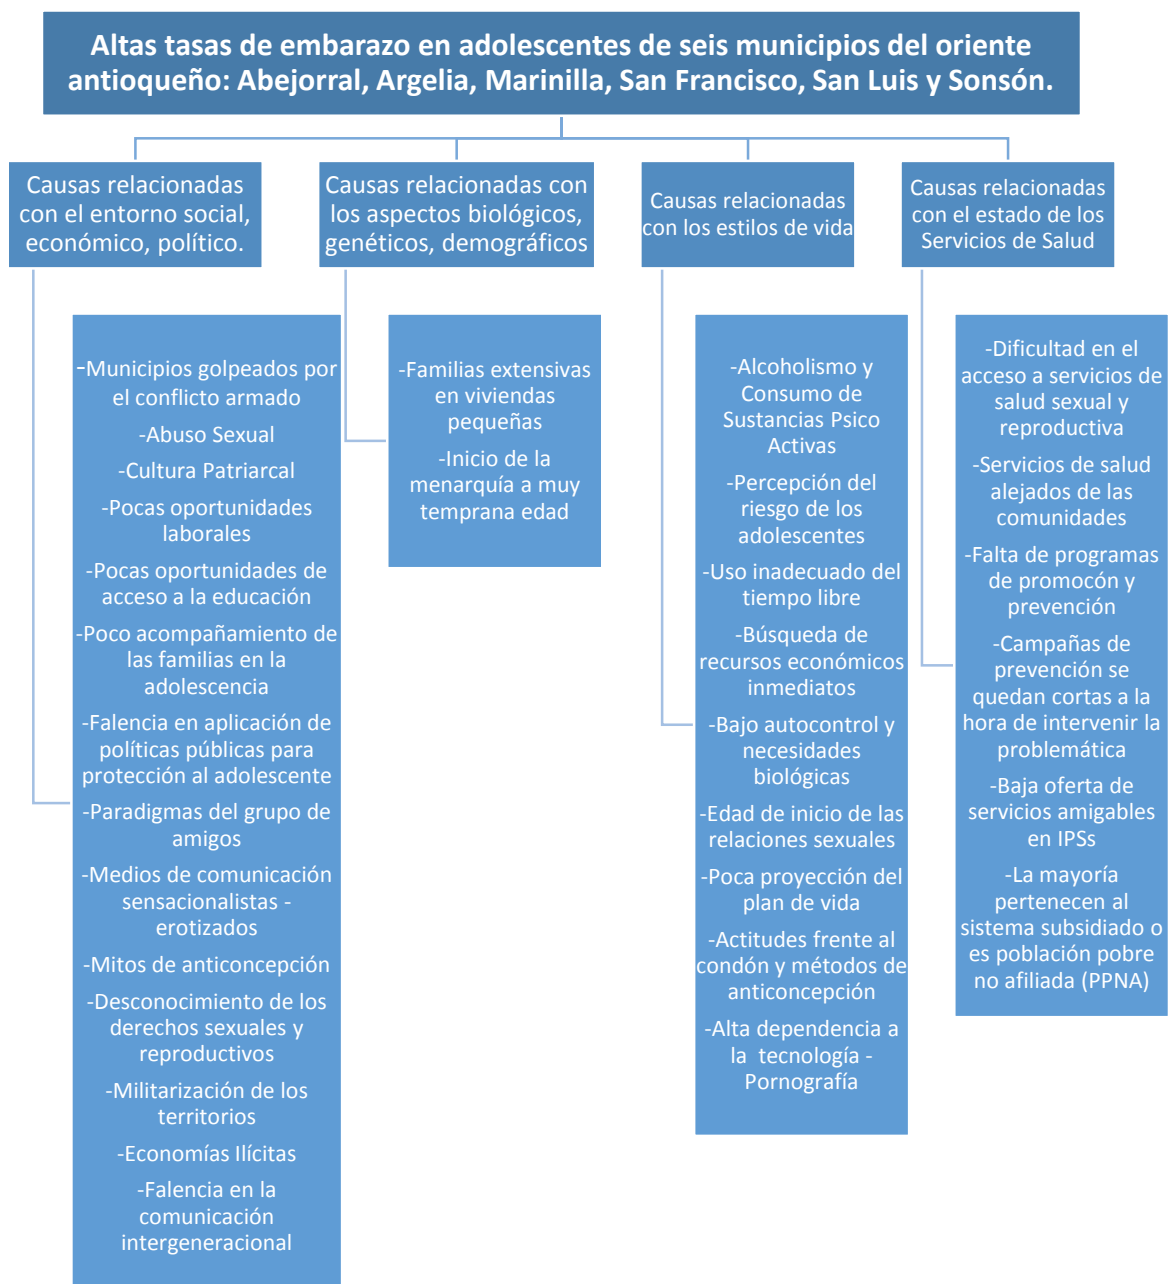 Altas tasas de embarazo en adolescentes de seis municipios del oriente
antioqueño: Abejorral, Argelia, Marinilla, San Francisco, San Luis y Sonsón.
Causas relacionadas
con el entorno social,
económico, político.
-Municipios golpeados por
el conflicto armado
-Abuso Sexual
-Cultura Patriarcal
-Pocas oportunidades
laborales
-Pocas oportunidades de
acceso a la educación
-Poco acompañamiento de
las familias en la
adolescencia
-Falencia en aplicación de
políticas públicas para
protección al adolescente
-Paradigmas del grupo de
amigos
-Medios de comunicación
sensacionalistas -
erotizados
-Mitos de anticoncepción
-Desconocimiento de los
derechos sexuales y
reproductivos
-Militarización de los
territorios
-Economías Ilícitas
-Falencia en la
comunicación
intergeneracional
Causas relacionadas con
los aspectos biológicos,
genéticos, demográficos
-Familias extensivas
en viviendas
pequeñas
-Inicio de la
menarquía a muy
temprana edad
Causas relacionadas
con los estilos de vida
-Alcoholismo y
Consumo de
Sustancias Psico
Activas
-Percepción del
riesgo de los
adolescentes
-Uso inadecuado del
tiempo libre
-Búsqueda de
recursos económicos
inmediatos
-Bajo autocontrol y
necesidades
biológicas
-Edad de inicio de las
relaciones sexuales
-Poca proyección del
plan de vida
-Actitudes frente al
condón y métodos de
anticoncepción
-Alta dependencia a
la tecnología -
Pornografía
Causas relacionadas
con el estado de los
Servicios de Salud
-Dificultad en el
acceso a servicios de
salud sexual y
reproductiva
-Servicios de salud
alejados de las
comunidades
-Falta de programas
de promocón y
prevención
-Campañas de
prevención se
quedan cortas a la
hora de intervenir la
problemática
-Baja oferta de
servicios amigables
en IPSs
-La mayoría
pertenecen al
sistema subsidiado o
es población pobre
no afiliada (PPNA)